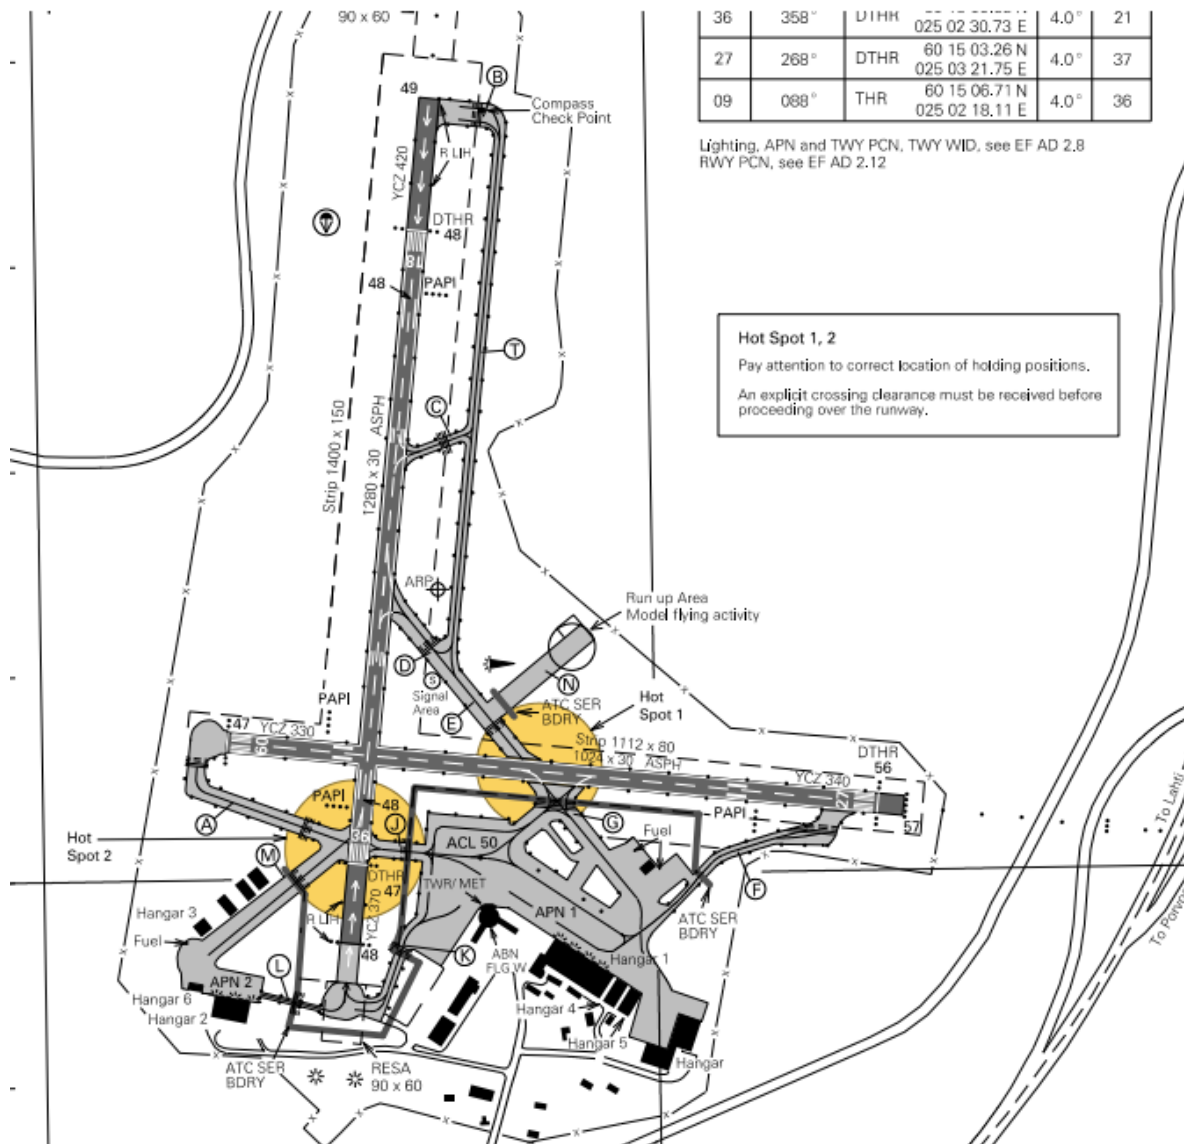 90 x 60
36 358° DTHR 025 02 30.73 E 4.0° 21
27 268° DTHR 60 15 03.26 N 4.0° 37
025 03 21.75 E
09 088° THR 60 15 06.71 N 4.0° 36
025 02 18.11 E
Lighting, APN and TWY PCN, TWY WID, see EF AD 2.8
RWY PCN, see EF AD 2.12
49
B
Compass
Check Point
R LIH
YCZ 420
DTHR
48
18
48
PAPI
T
Hot Spot 1, 2
Pay attention to correct location of holding positions.
An explicit crossing clearance must be received before
proceeding over the runway.
C
Strip 1400 x 150
1280 x 30 ASPH
ARP
Run up Area
Model flying activity
D
S
Signal
Area
N
E
ATC SER
BDRY
Hot
Spot 1
PAPI
47
YCZ 330
09
Strip 1112 x 80
1024 x 30 ASPH
DTHR
56
YCZ 340
27
57
PAPI
To Lahti
A
PAPI
48
J
36
G
Fuel
Hot
Spot 2
ACL 50
M
DTHR
47
TWR/ MET
F
ATC SER
BDRY
To Porvoo
Hangar 3
R LIH
YCZ 370
APN 1
Fuel
48
K
ABN
FLG W
Hangar 1
L
APN 2
Hangar 6
Hangar 2
Hangar 4
Hangar 5
Hangar
ATC SER
BDRY
RESA
90 x 60